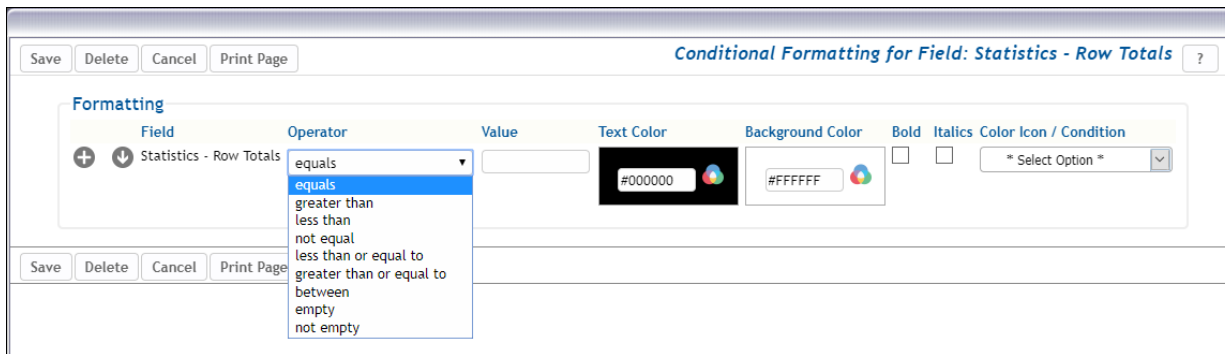 Save Delete Cancel Print Page Conditional Formatting for Field: Statistics - Row Totals ?
Formatting
Field Operator Value Text Color Background Color Bold Italics Color Icon / Condition
Statistics - Row Totals equals #000000 #FFFFFF * Select Option *
equals
greater than
less than
not equal
less than or equal to
Save Delete Cancel Print Page
greater than or equal to
between
empty
not empty